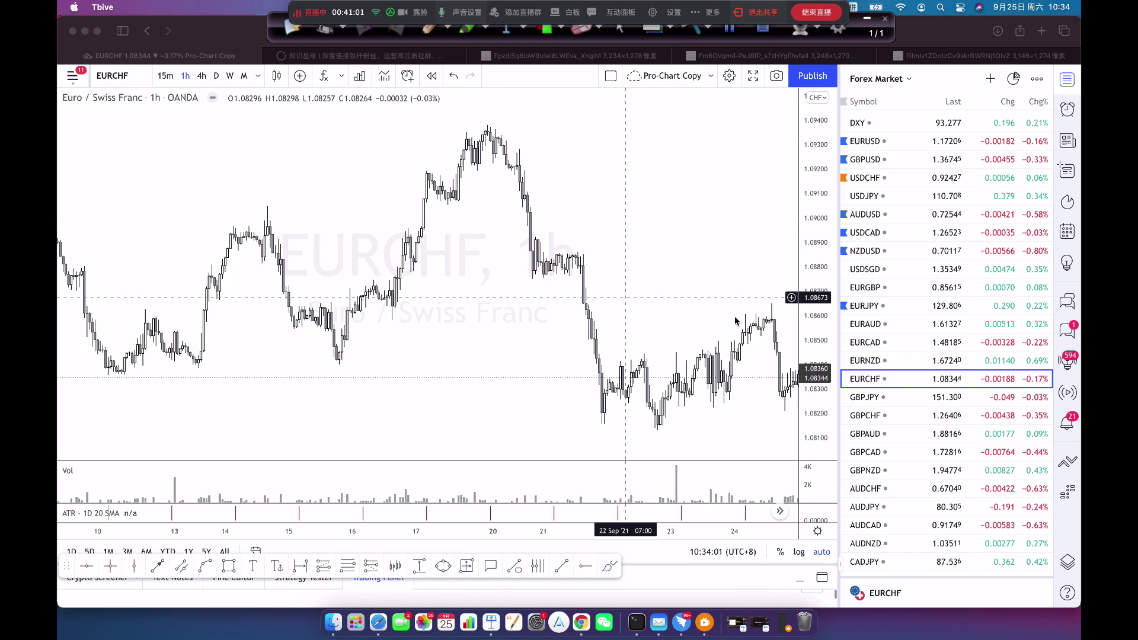 Tbive
直播中 00:41:01 露脸 声音设置 添加直播群 白板 互动面板 设置 更多 退出共享 結束直播
9月25日周六 10:34
1/1
EURCHF 1.08344 −0.17% Pro-Chart Copy
EURCHF 15m 1h 4h D W M Pro-Chart Copy Publish
Forex Market
Euro / Swiss Franc · 1h · OANDA O1.08296 H1.08298 L1.08257 C1.08264 −0.00032 (−0.03%)
CHF
EURCHF, 1h
Euro / Swiss Franc
1.09400
1.09300
1.09200
1.09100
1.09000
1.08900
1.08800
1.08673
1.08600
1.08500
1.08360
1.08344
1.08200
1.08100
Vol
4K
2K
ATR · 1D 20 SMA n/a
0.00000
10 13 14 15 16 17 20 21 22 Sep '21 07:00 23 24
1D 5D 1M 3M 6M YTD 1Y 5Y All
10:34:01 (UTC+8) % log auto
Strategy Tester Trading Panel
Symbol Last Chg Chg%
DXY 93.277 0.196 0.21%
EURUSD 1.17206 −0.00182 −0.16%
GBPUSD 1.36745 −0.00455 −0.33%
USDCHF 0.92427 0.00056 0.06%
USDJPY 110.708 0.379 0.34%
AUDUSD 0.72544 −0.00421 −0.58%
USDCAD 1.26523 −0.00035 −0.03%
NZDUSD 0.70117 −0.00566 −0.80%
USDSGD 1.35349 0.00474 0.35%
EURGBP 0.85615 0.00070 0.08%
EURJPY 129.806 0.290 0.22%
EURAUD 1.61327 0.00513 0.32%
EURCAD 1.48185 −0.00328 −0.22%
EURNZD 1.67240 0.01140 0.69%
EURCHF 1.08344 −0.00188 −0.17%
GBPJPY 151.300 −0.049 −0.03%
GBPCHF 1.26406 −0.00438 −0.35%
GBPAUD 1.88166 0.00177 0.09%
GBPCAD 1.72816 −0.00764 −0.44%
GBPNZD 1.94774 0.00827 0.43%
AUDCHF 0.67040 −0.00422 −0.63%
AUDJPY 80.305 −0.191 −0.24%
AUDCAD 0.91749 −0.00583 −0.63%
AUDNZD 1.03511 0.00277 0.27%
CADJPY 87.536 0.362 0.42%
EURCHF
11
1
594
21